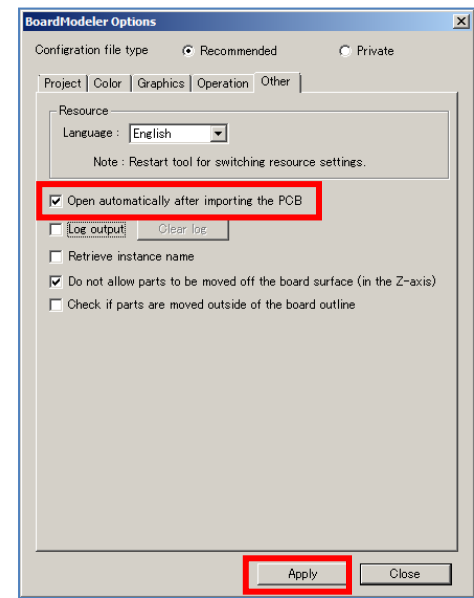 BoardModeler Options
Configration file type Recommended Private
Project Color Graphics Operation Other
Resource
Language : English
Note : Restart tool for switching resource settings.
Open automatically after importing the PCB
Log output Clear log
Retrieve instance name
Do not allow parts to be moved off the board surface (in the Z-axis)
Check if parts are moved outside of the board outline
Apply Close